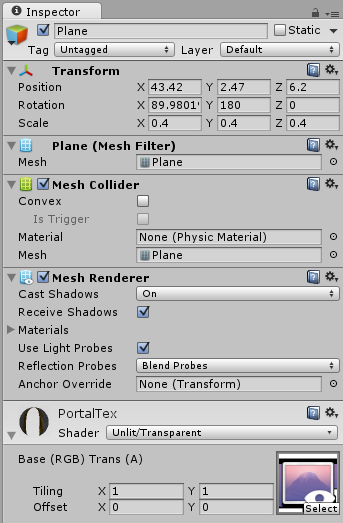 Inspector
Plane Static
Tag Untagged Layer Default
Transform
Position X 43.42 Y 2.47 Z 6.2
Rotation X 89.9801 Y 180 Z 0
Scale X 0.4 Y 0.4 Z 0.4
Plane (Mesh Filter)
Mesh Plane
Mesh Collider
Convex
Is Trigger
Material None (Physic Material)
Mesh Plane
Mesh Renderer
Cast Shadows On
Receive Shadows
Materials
Use Light Probes
Reflection Probes Blend Probes
Anchor Override None (Transform)
PortalTex
Shader Unlit/Transparent
Base (RGB) Trans (A)
Tiling X 1 Y 1
Offset X 0 Y 0 Select